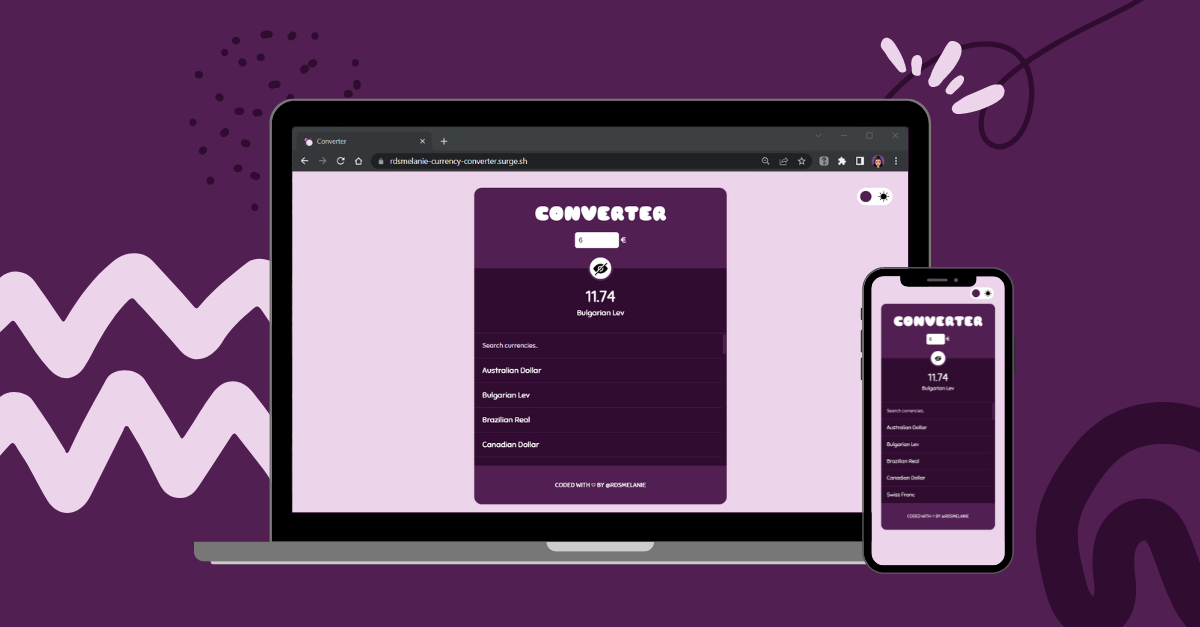 Converter
rdsmelanie-currency-converter.surge.sh
CONVERTER
6 €
11.74
Bulgarian Lev
Search currencies..
Australian Dollar
Bulgarian Lev
Brazilian Real
Canadian Dollar
CODED WITH ♡ BY @RDSMELANIE
CONVERTER
6 €
11.74
Bulgarian Lev
Search currencies..
Australian Dollar
Bulgarian Lev
Brazilian Real
Canadian Dollar
Swiss Franc
CODED WITH ♡ BY @RDSMELANIE